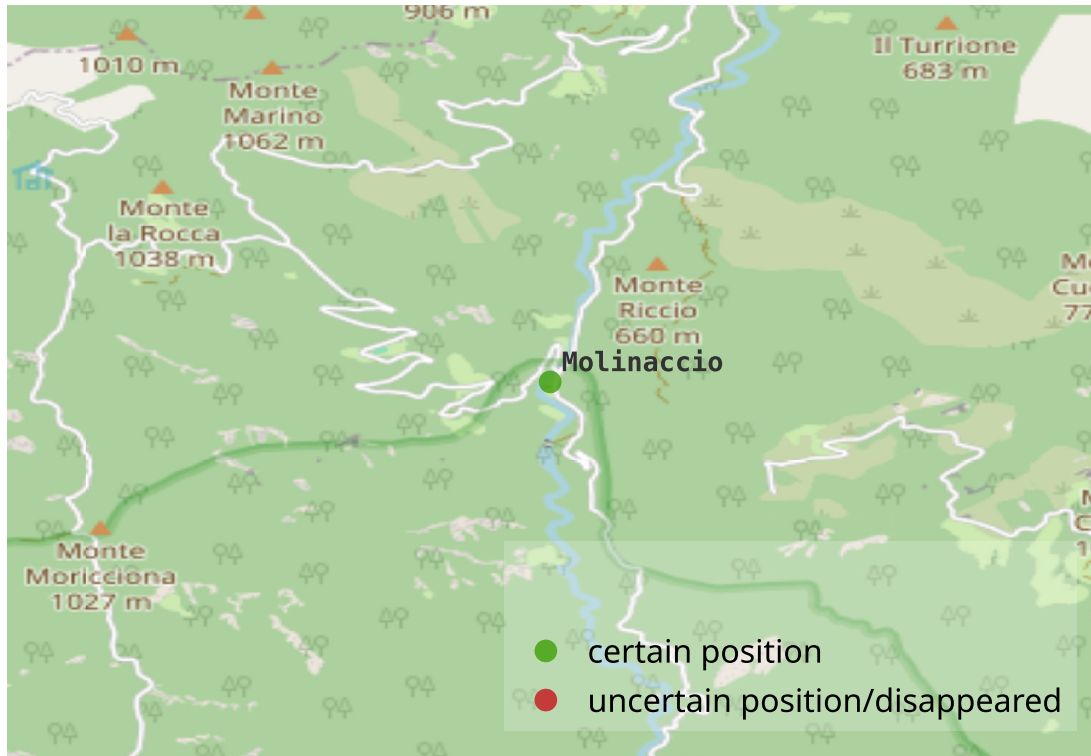 906 m
Il Turrione
683 m
1010 m
Monte
Marino
1062 m
Monte
la Rocca
1038 m
Monte
Riccio
660 m
Molinaccio
Monte
Moricciona
1027 m
certain position
uncertain position/disappeared